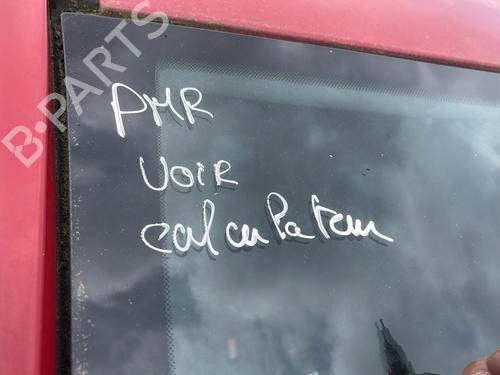 B-PARTS
PMR
VOIR
calculateur